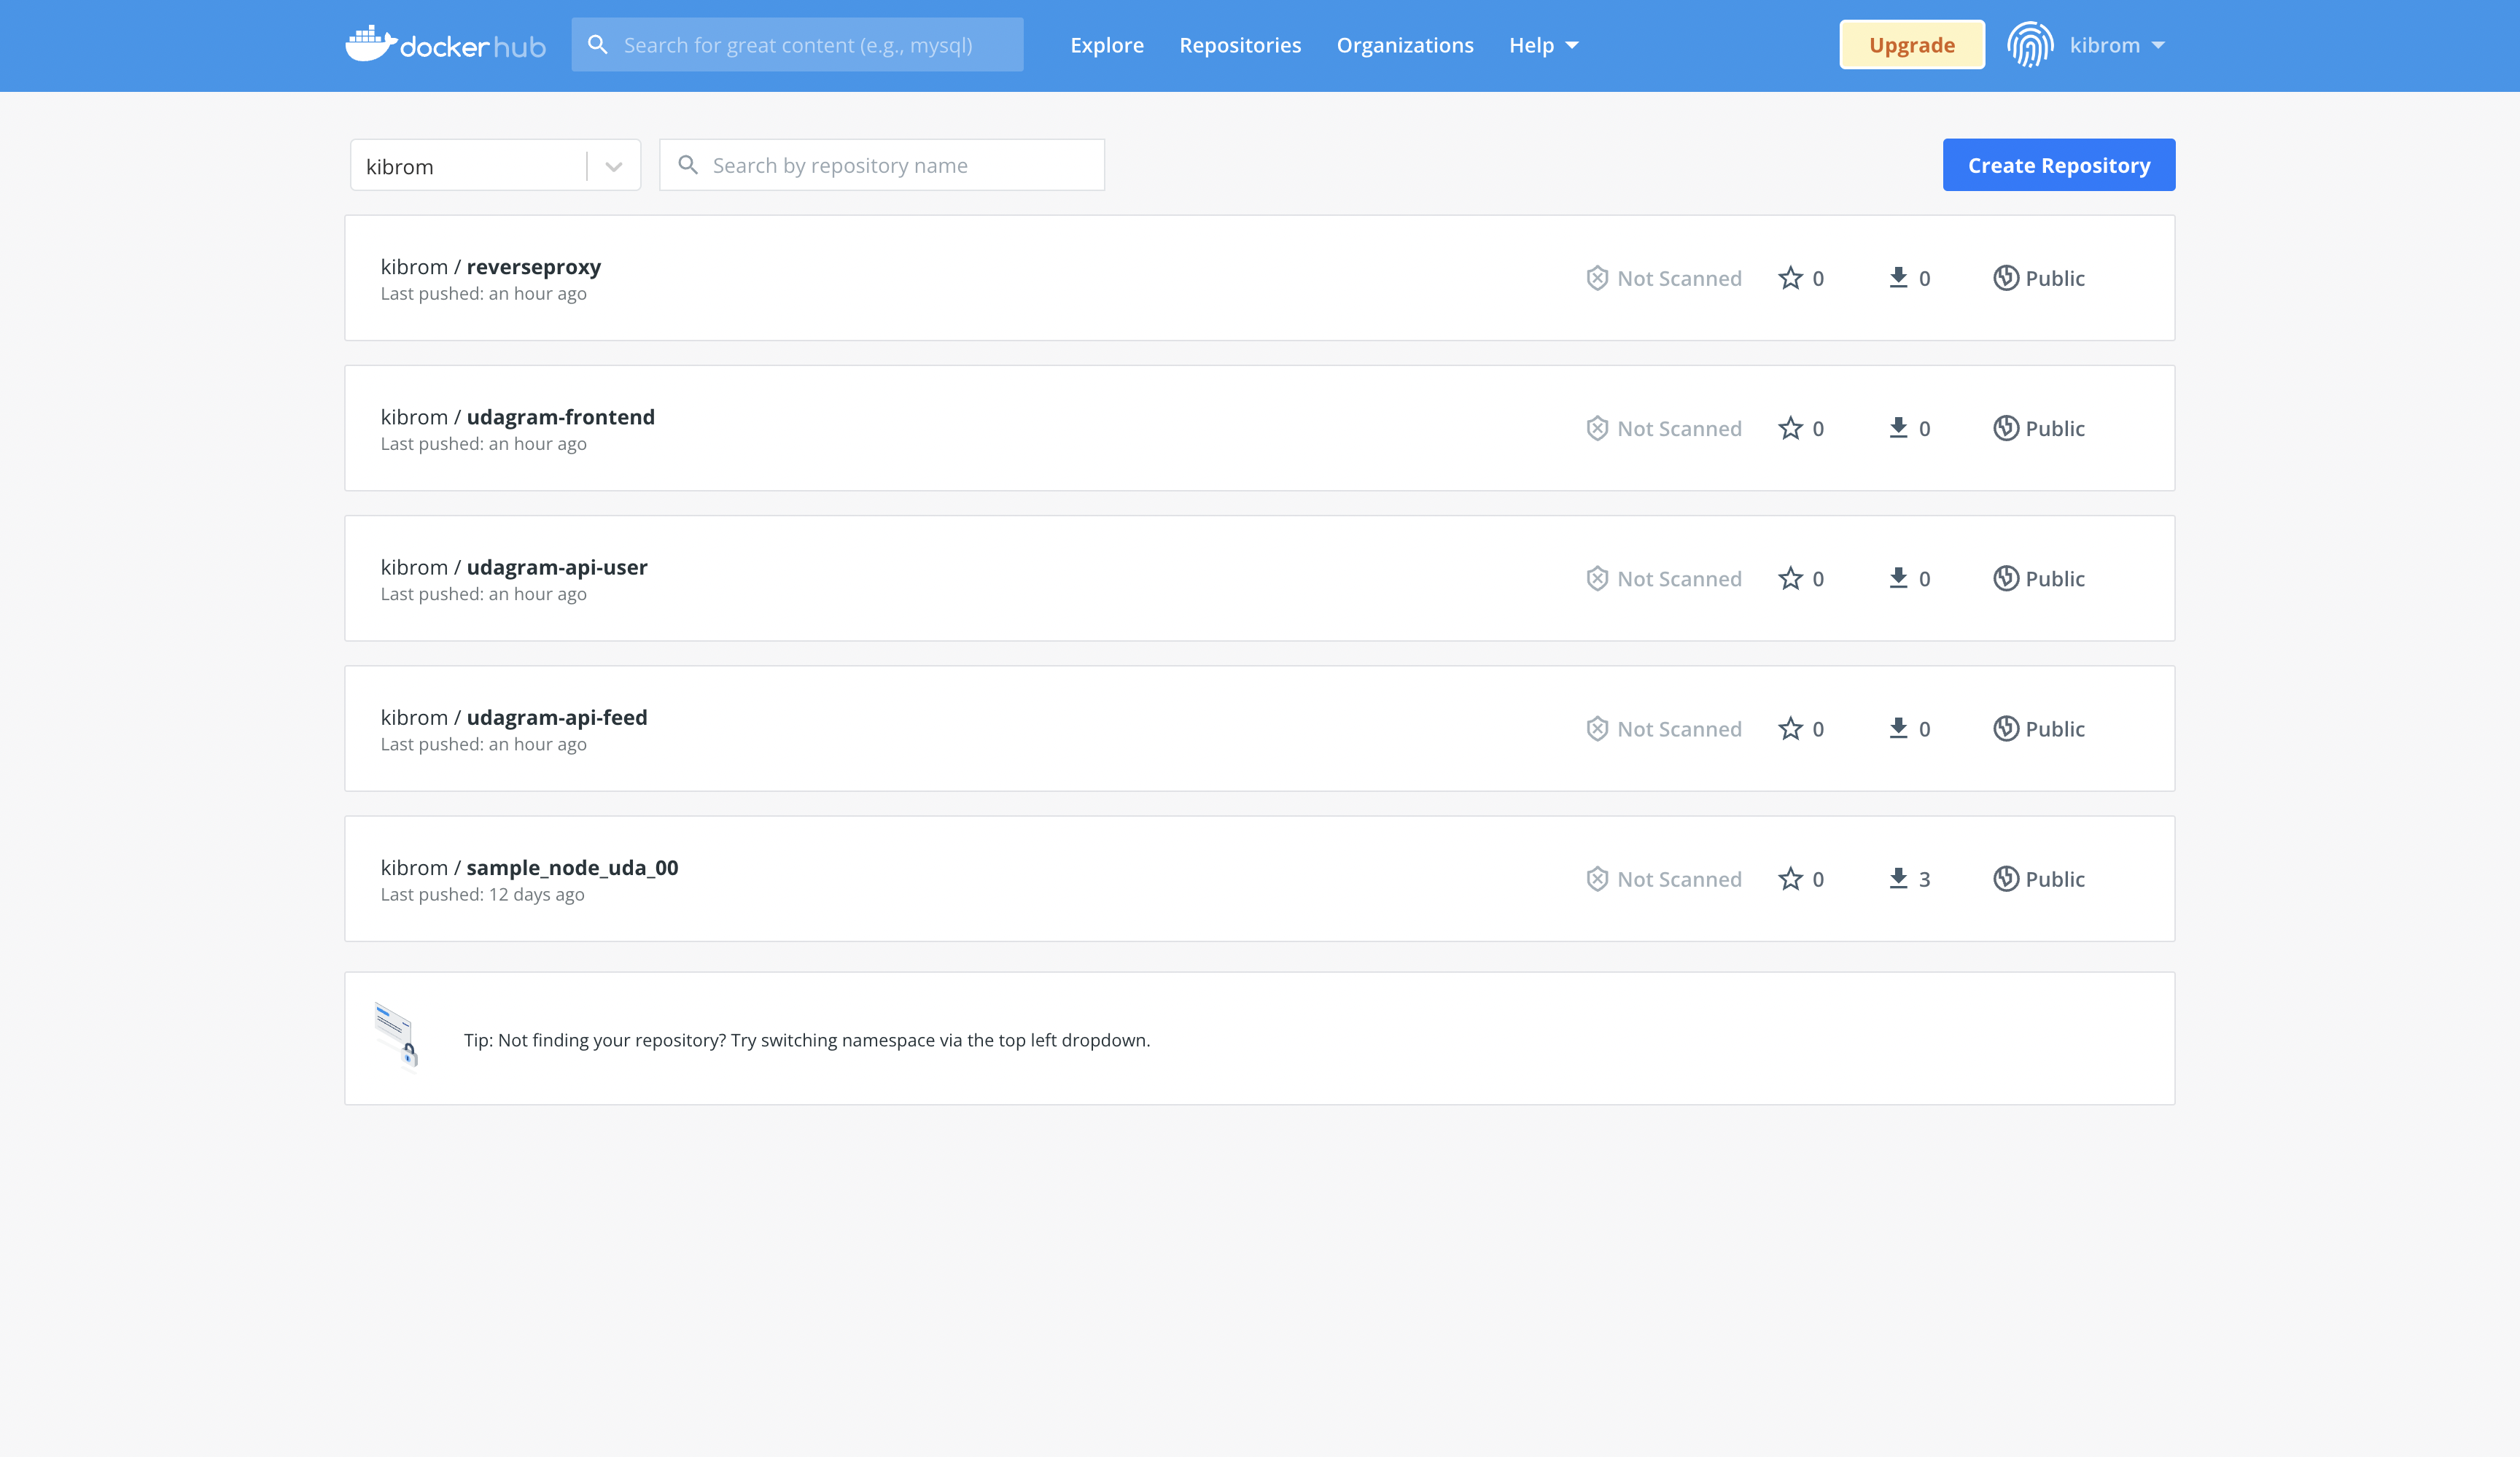 docker hub Search for great content (e.g., mysql) Explore Repositories Organizations Help Upgrade kibrom
kibrom Search by repository name Create Repository
kibrom / reverseproxy
Last pushed: an hour ago
Not Scanned 0 0 Public
kibrom / udagram-frontend
Last pushed: an hour ago
Not Scanned 0 0 Public
kibrom / udagram-api-user
Last pushed: an hour ago
Not Scanned 0 0 Public
kibrom / udagram-api-feed
Last pushed: an hour ago
Not Scanned 0 0 Public
kibrom / sample_node_uda_00
Last pushed: 12 days ago
Not Scanned 0 3 Public
Tip: Not finding your repository? Try switching namespace via the top left dropdown.